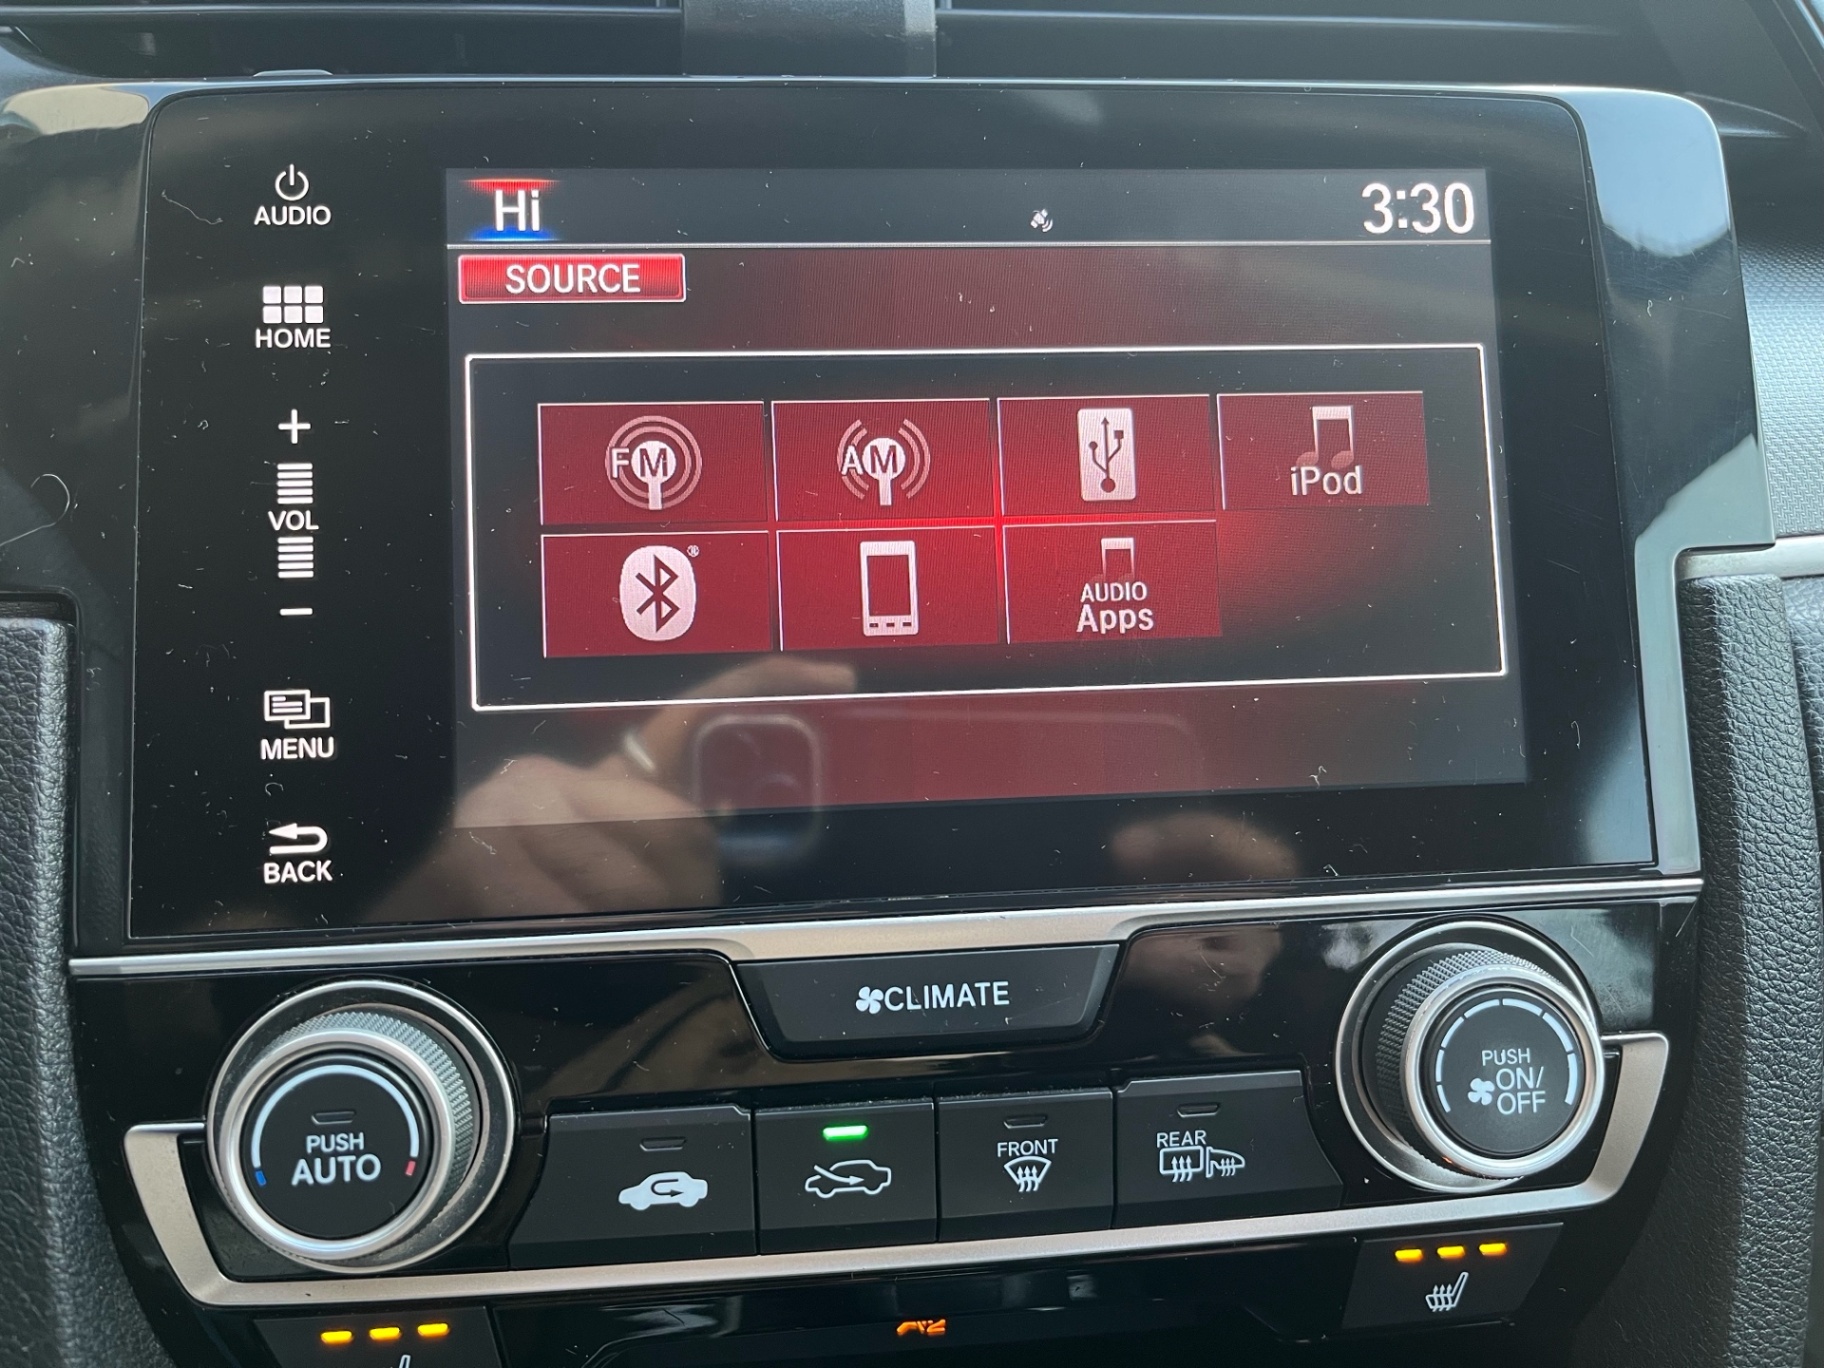 AUDIO
HOME
VOL
MENU
BACK
Hi
3:30
SOURCE
FM
AM
iPod
AUDIO
Apps
CLIMATE
PUSH
AUTO
FRONT
REAR
PUSH
ON/
OFF